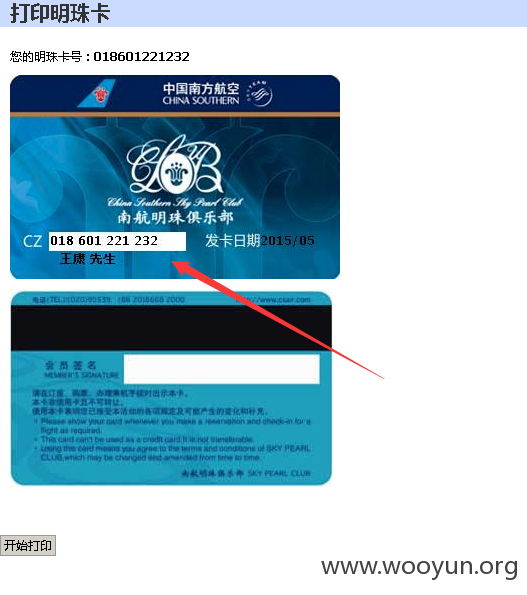 打印明珠卡
您的明珠卡号：018601221232
中国南方航空
CHINA SOUTHERN
SKYTEAM
CLUB
China Southern Sky Pearl Club
南航明珠俱乐部
CZ 018 601 221 232 发卡日期2015/05
王康 先生
电话(TEL):(020)95539 (86 20)8668 2000 http://www.csair.com
会员签名
MEMBER'S SIGNATURE
请在订座、购票、办理乘机手续时出示本卡。
本卡非信用卡且不可转让。
使用本卡表明您已接受本活动的各项规定及可能产生的变化和补充。
• Please show your card whenever you make a reservation and check-in for a
flight as required.
• This card can't be used as a credit card.It is not transferable.
• Using this card means you agree to the terms and conditions of SKY PEARL
CLUB,which may be changed and amended from time to time.
南航明珠俱乐部 SKY PEARL CLUB
开始打印
www.wooyun.org